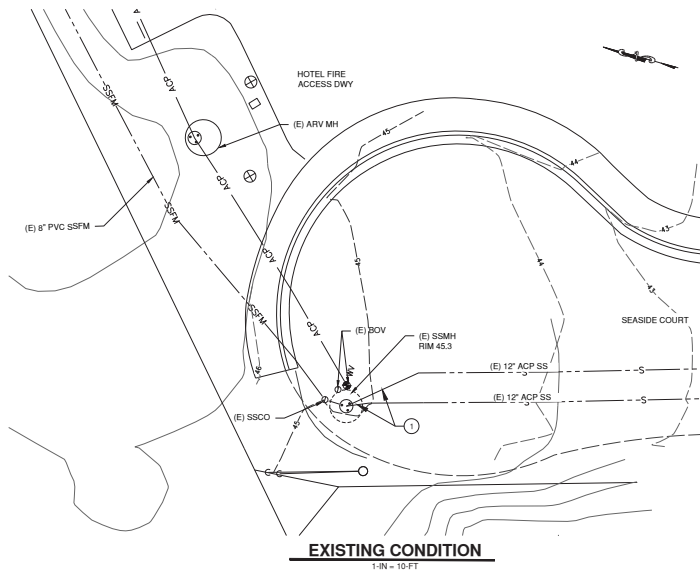 A
ACP
SSFM
HOTEL FIRE
ACCESS DWY
(E) ARV MH
45
44
ACP
(E) 8" PVC SSFM
SSFM
43
ACP
45
44
43
SSFM
ACP
(E) BOV
(E) SSMH
RIM 45.3
SEASIDE COURT
46
WV
(E) 12" ACP SS
S
S
(E) 12" ACP SS
S
S
(E) SSCO
1
45
EXISTING CONDITION
1-IN = 10-FT